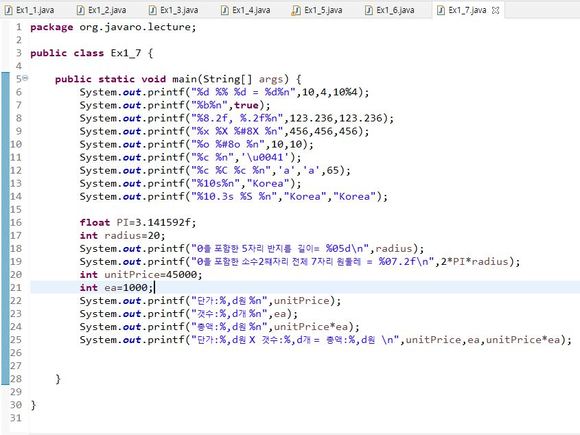 Ex1_1.java Ex1_2.java Ex1_3.java Ex1_4.java Ex1_5.java Ex1_6.java Ex1_7.java
1 package org.javaro.lecture;
2
3 public class Ex1_7 {
4
5 public static void main(String[] args) {
6 System.out.printf("%d %% %d = %d%n",10,4,10%4);
7 System.out.printf("%b%n",true);
8 System.out.printf("%8.2f, %.2f%n",123.236,123.236);
9 System.out.printf("%x %X %#8X %n",456,456,456);
10 System.out.printf("%o %#8o %n",10,10);
11 System.out.printf("%c %n",'\u0041');
12 System.out.printf("%c %C %c %n",'a','a',65);
13 System.out.printf("%10s%n","Korea");
14 System.out.printf("%10.3s %S %n","Korea","Korea");
15
16 float PI=3.141592f;
17 int radius=20;
18 System.out.printf("0을 포함한 5자리 반지름 길이= %05d\n",radius);
19 System.out.printf("0을 포함한 소수2째자리 전체 7자리 원둘레 = %07.2f\n",2*PI*radius);
20 int unitPrice=45000;
21 int ea=1000;
22 System.out.printf("단가:%,d원 %n",unitPrice);
23 System.out.printf("갯수:%,d개 %n",ea);
24 System.out.printf("총액:%,d원 %n",unitPrice*ea);
25 System.out.printf("단가:%,d원 X 갯수:%,d개 = 총액:%,d원 \n",unitPrice,ea,unitPrice*ea);
26
27
28 }
29
30 }
31